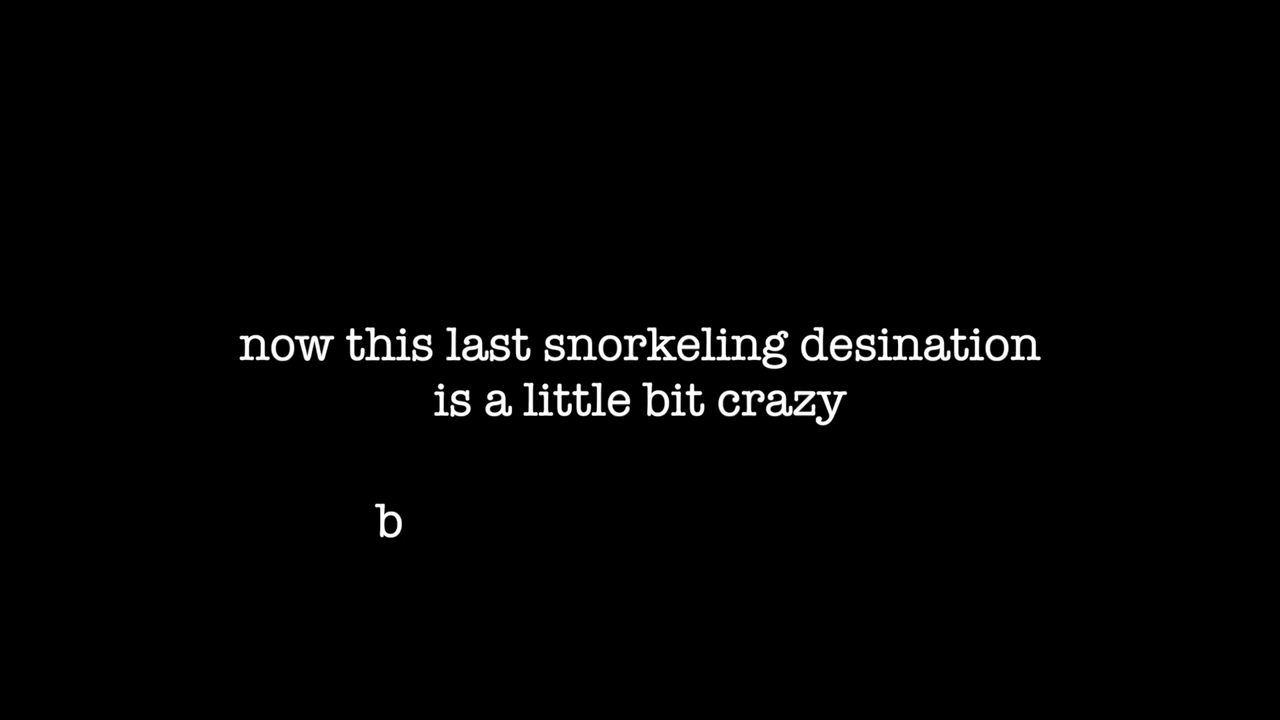 now this last snorkeling desination
is a little bit crazy
b